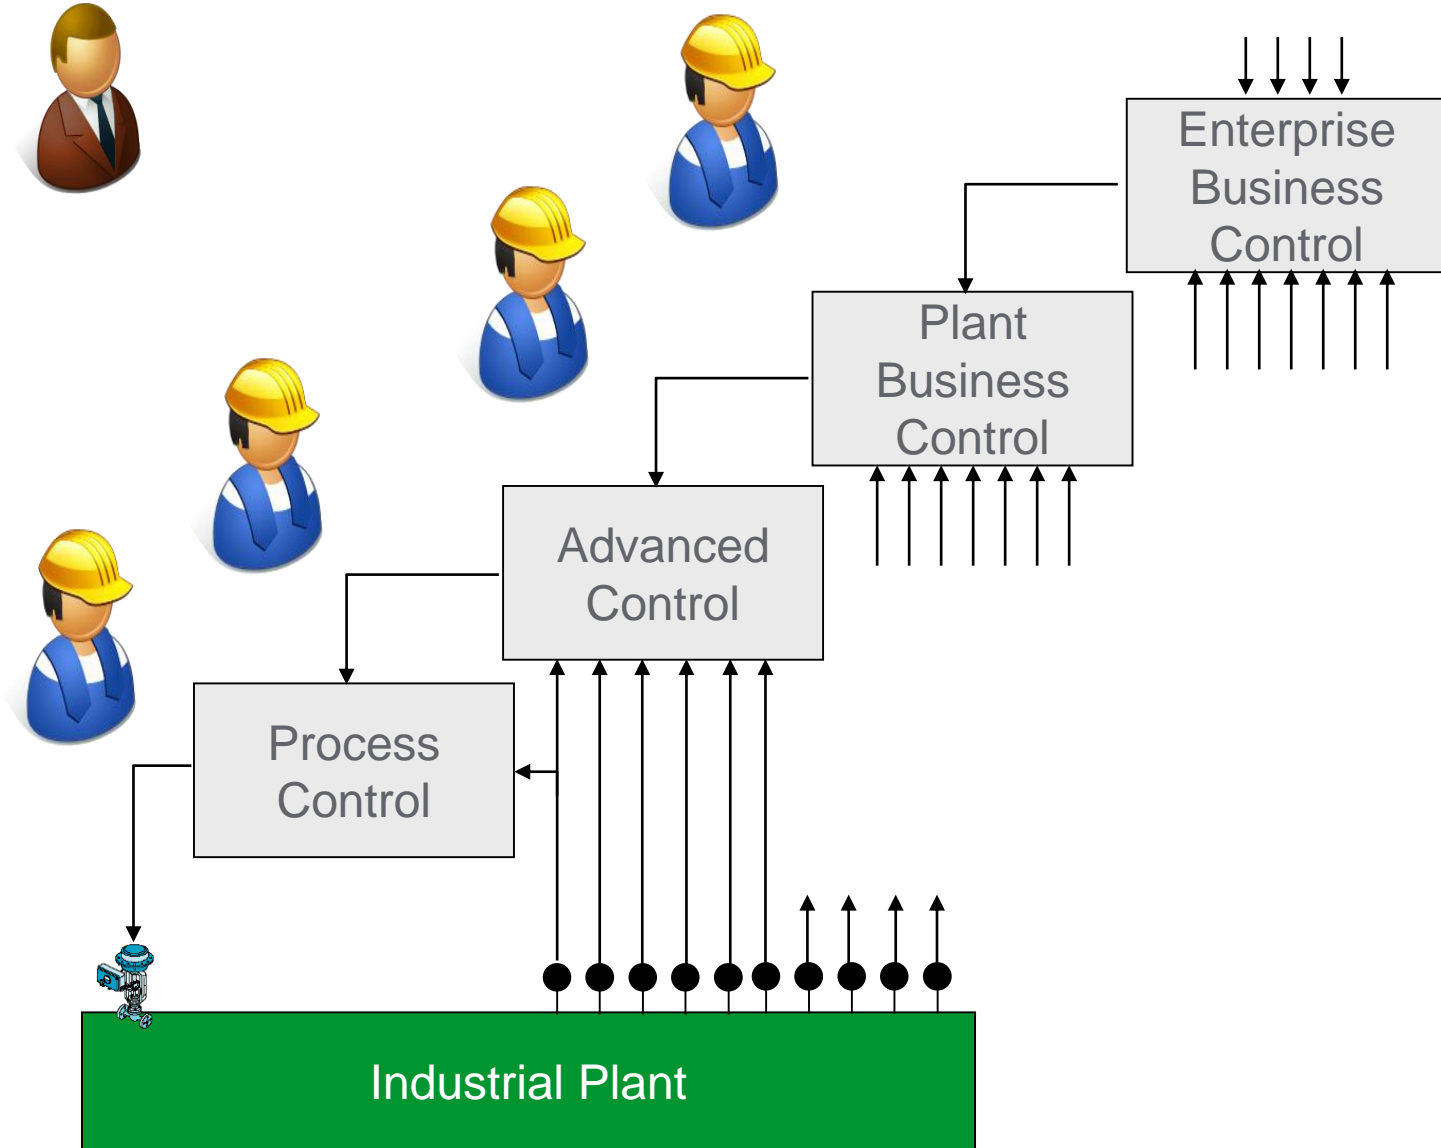 Enterprise
Business
Control
Plant
Business
Control
Advanced
Control
Process
Control
Industrial Plant